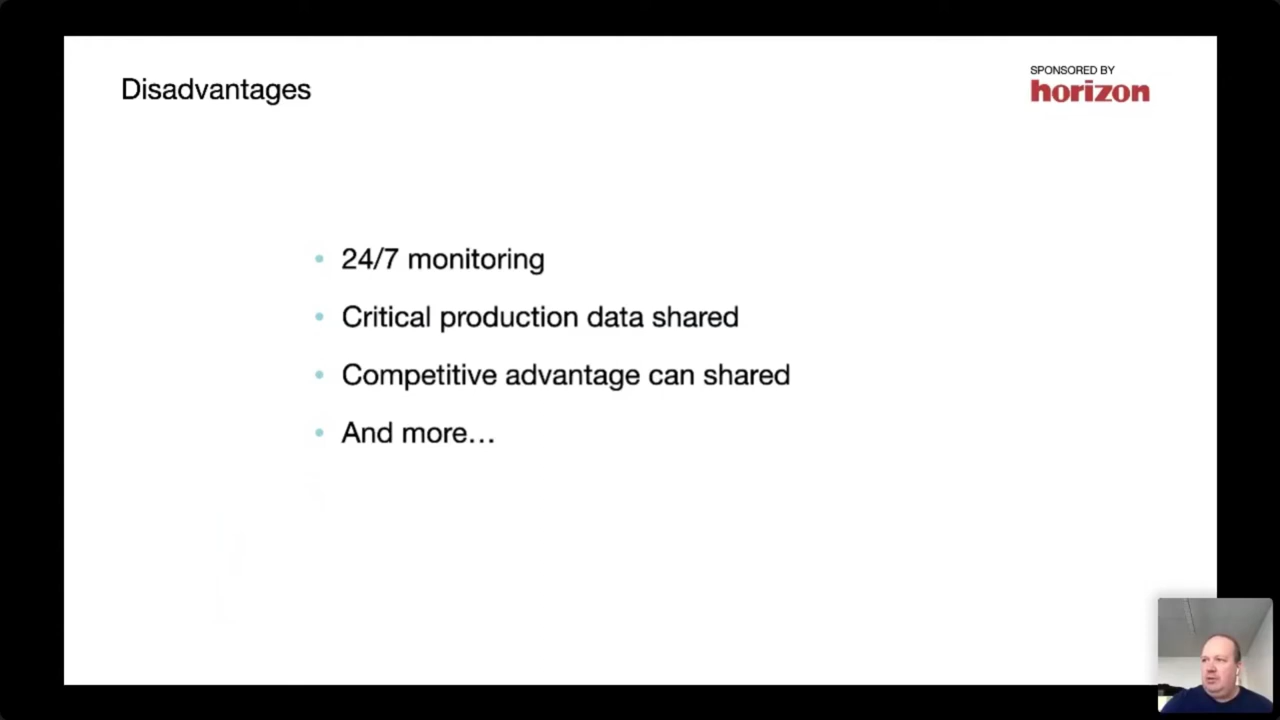 Disadvantages
SPONSORED BY
horizon
• 24/7 monitoring
• Critical production data shared
• Competitive advantage can shared
• And more…